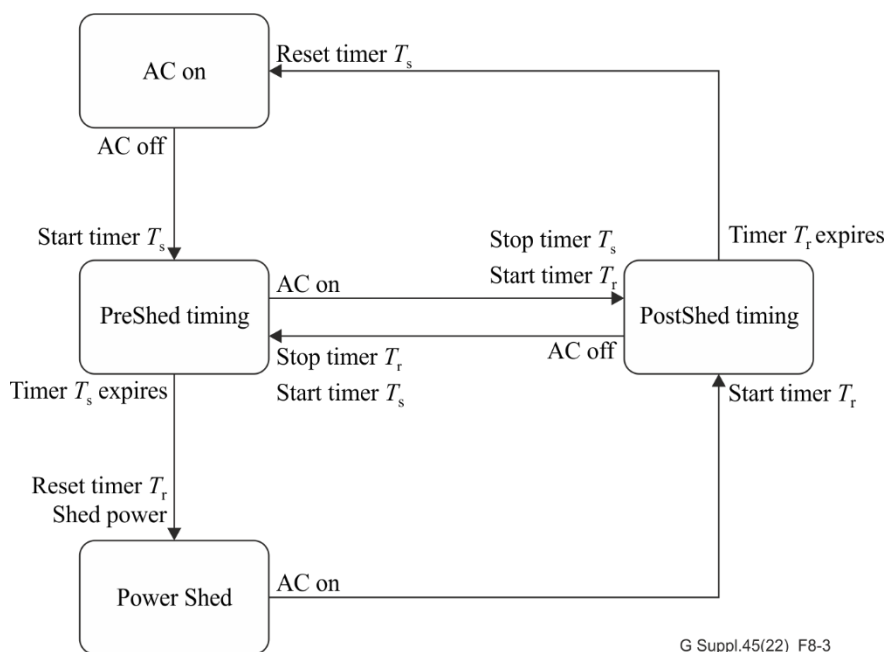 AC on
Reset timer Ts
AC off
Start timer Ts
Stop timer Ts
Start timer Tr
Timer Tr expires
PreShed timing
AC on
PostShed timing
AC off
Stop timer Tr
Start timer Ts
Timer Ts expires
Start timer Tr
Reset timer Tr
Shed power
Power Shed
AC on
G Suppl.45(22)_F8-3